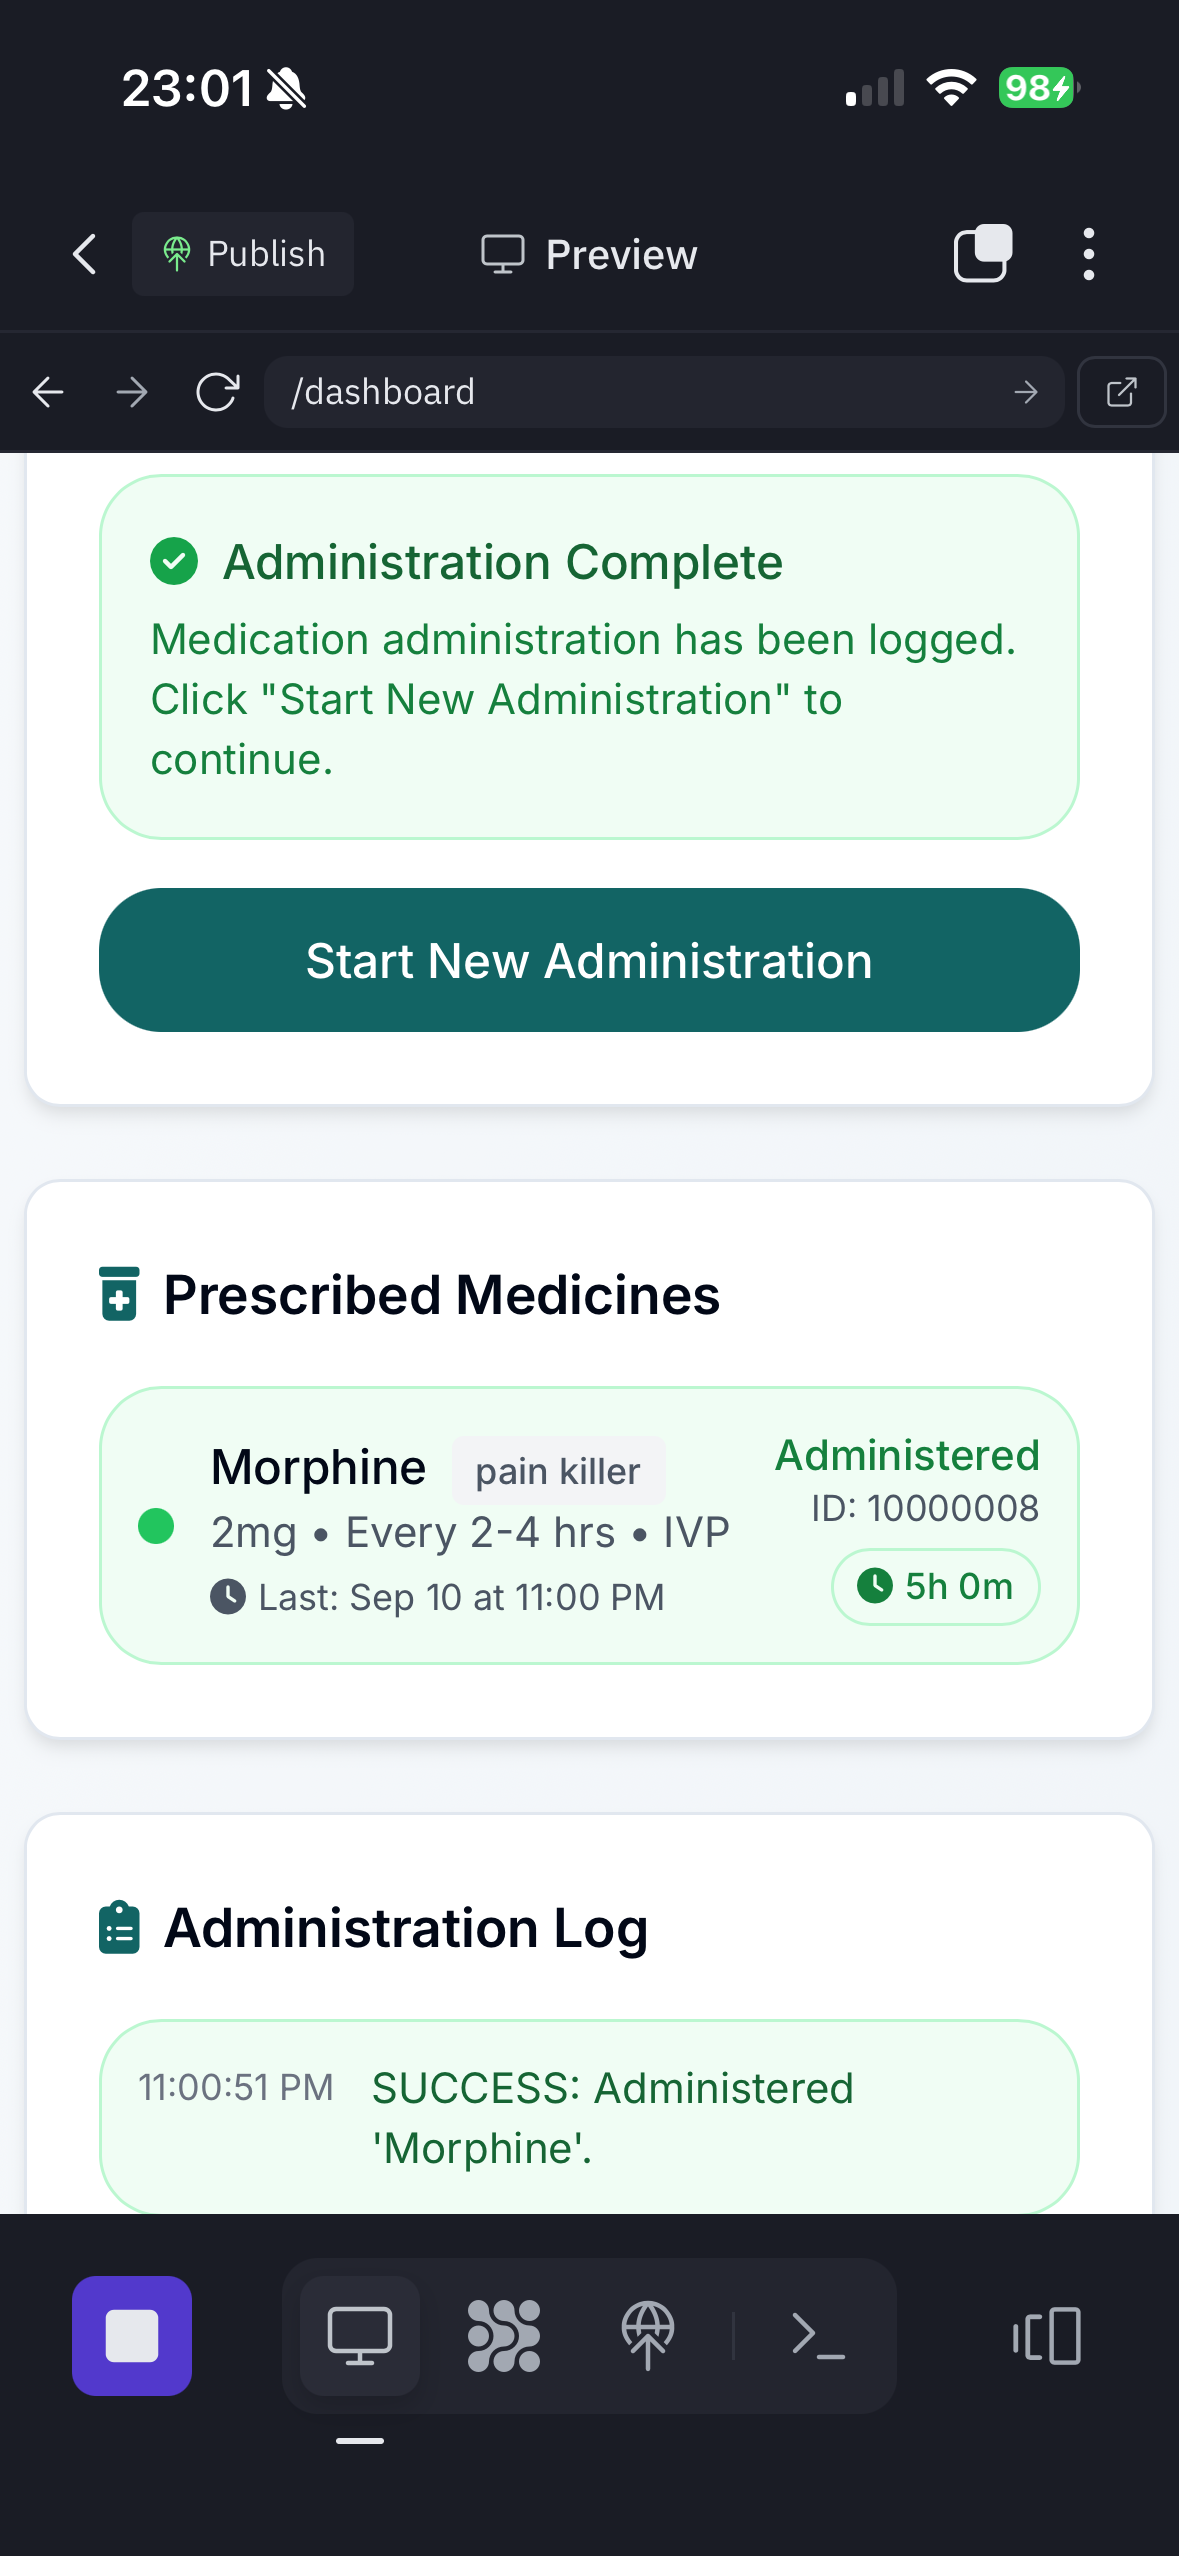 23:01
98
Publish
Preview
/dashboard
Administration Complete
Medication administration has been logged.
Click "Start New Administration" to
continue.
Start New Administration
Prescribed Medicines
Morphine pain killer
Administered
2mg • Every 2-4 hrs • IVP
ID: 10000008
Last: Sep 10 at 11:00 PM
5h 0m
Administration Log
11:00:51 PM SUCCESS: Administered
'Morphine'.